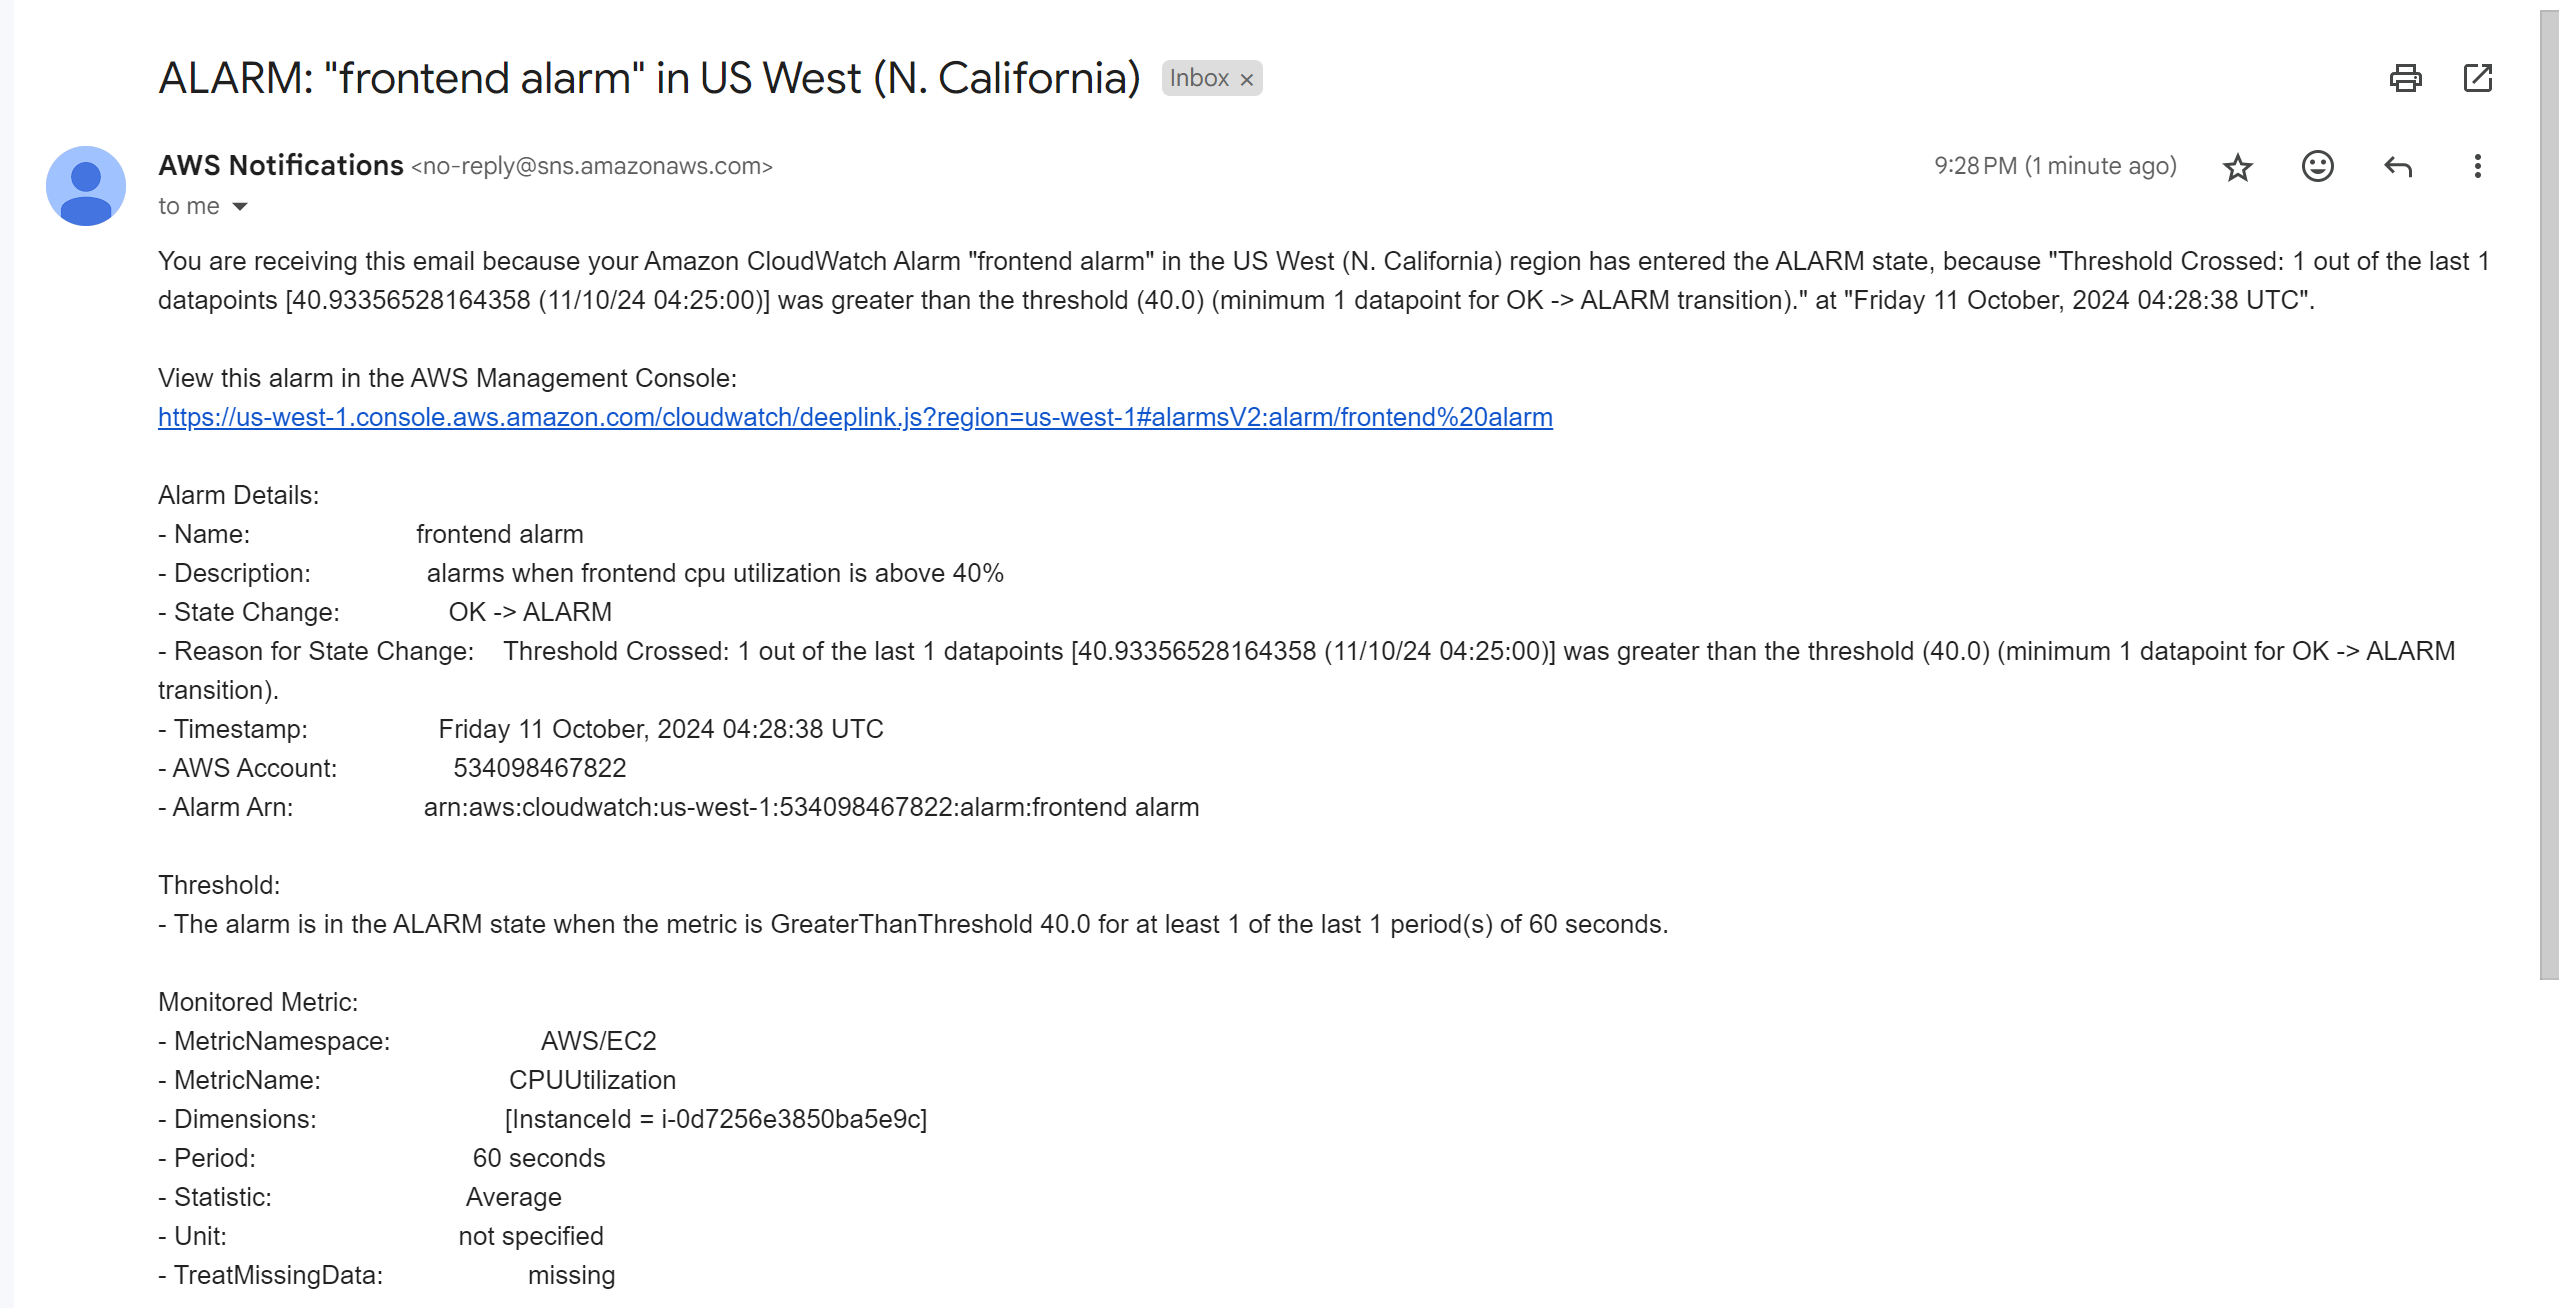 ALARM: "frontend alarm" in US West (N. California) Inbox ×
AWS Notifications <no-reply@sns.amazonaws.com> 9:28 PM (1 minute ago)
to me
You are receiving this email because your Amazon CloudWatch Alarm "frontend alarm" in the US West (N. California) region has entered the ALARM state, because "Threshold Crossed: 1 out of the last 1
datapoints [40.93356528164358 (11/10/24 04:25:00)] was greater than the threshold (40.0) (minimum 1 datapoint for OK -> ALARM transition)." at "Friday 11 October, 2024 04:28:38 UTC".
View this alarm in the AWS Management Console:
https://us-west-1.console.aws.amazon.com/cloudwatch/deeplink.js?region=us-west-1#alarmsV2:alarm/frontend%20alarm
Alarm Details:
- Name: frontend alarm
- Description: alarms when frontend cpu utilization is above 40%
- State Change: OK -> ALARM
- Reason for State Change: Threshold Crossed: 1 out of the last 1 datapoints [40.93356528164358 (11/10/24 04:25:00)] was greater than the threshold (40.0) (minimum 1 datapoint for OK -> ALARM
transition).
- Timestamp: Friday 11 October, 2024 04:28:38 UTC
- AWS Account: 534098467822
- Alarm Arn: arn:aws:cloudwatch:us-west-1:534098467822:alarm:frontend alarm
Threshold:
- The alarm is in the ALARM state when the metric is GreaterThanThreshold 40.0 for at least 1 of the last 1 period(s) of 60 seconds.
Monitored Metric:
- MetricNamespace: AWS/EC2
- MetricName: CPUUtilization
- Dimensions: [InstanceId = i-0d7256e3850ba5e9c]
- Period: 60 seconds
- Statistic: Average
- Unit: not specified
- TreatMissingData: missing